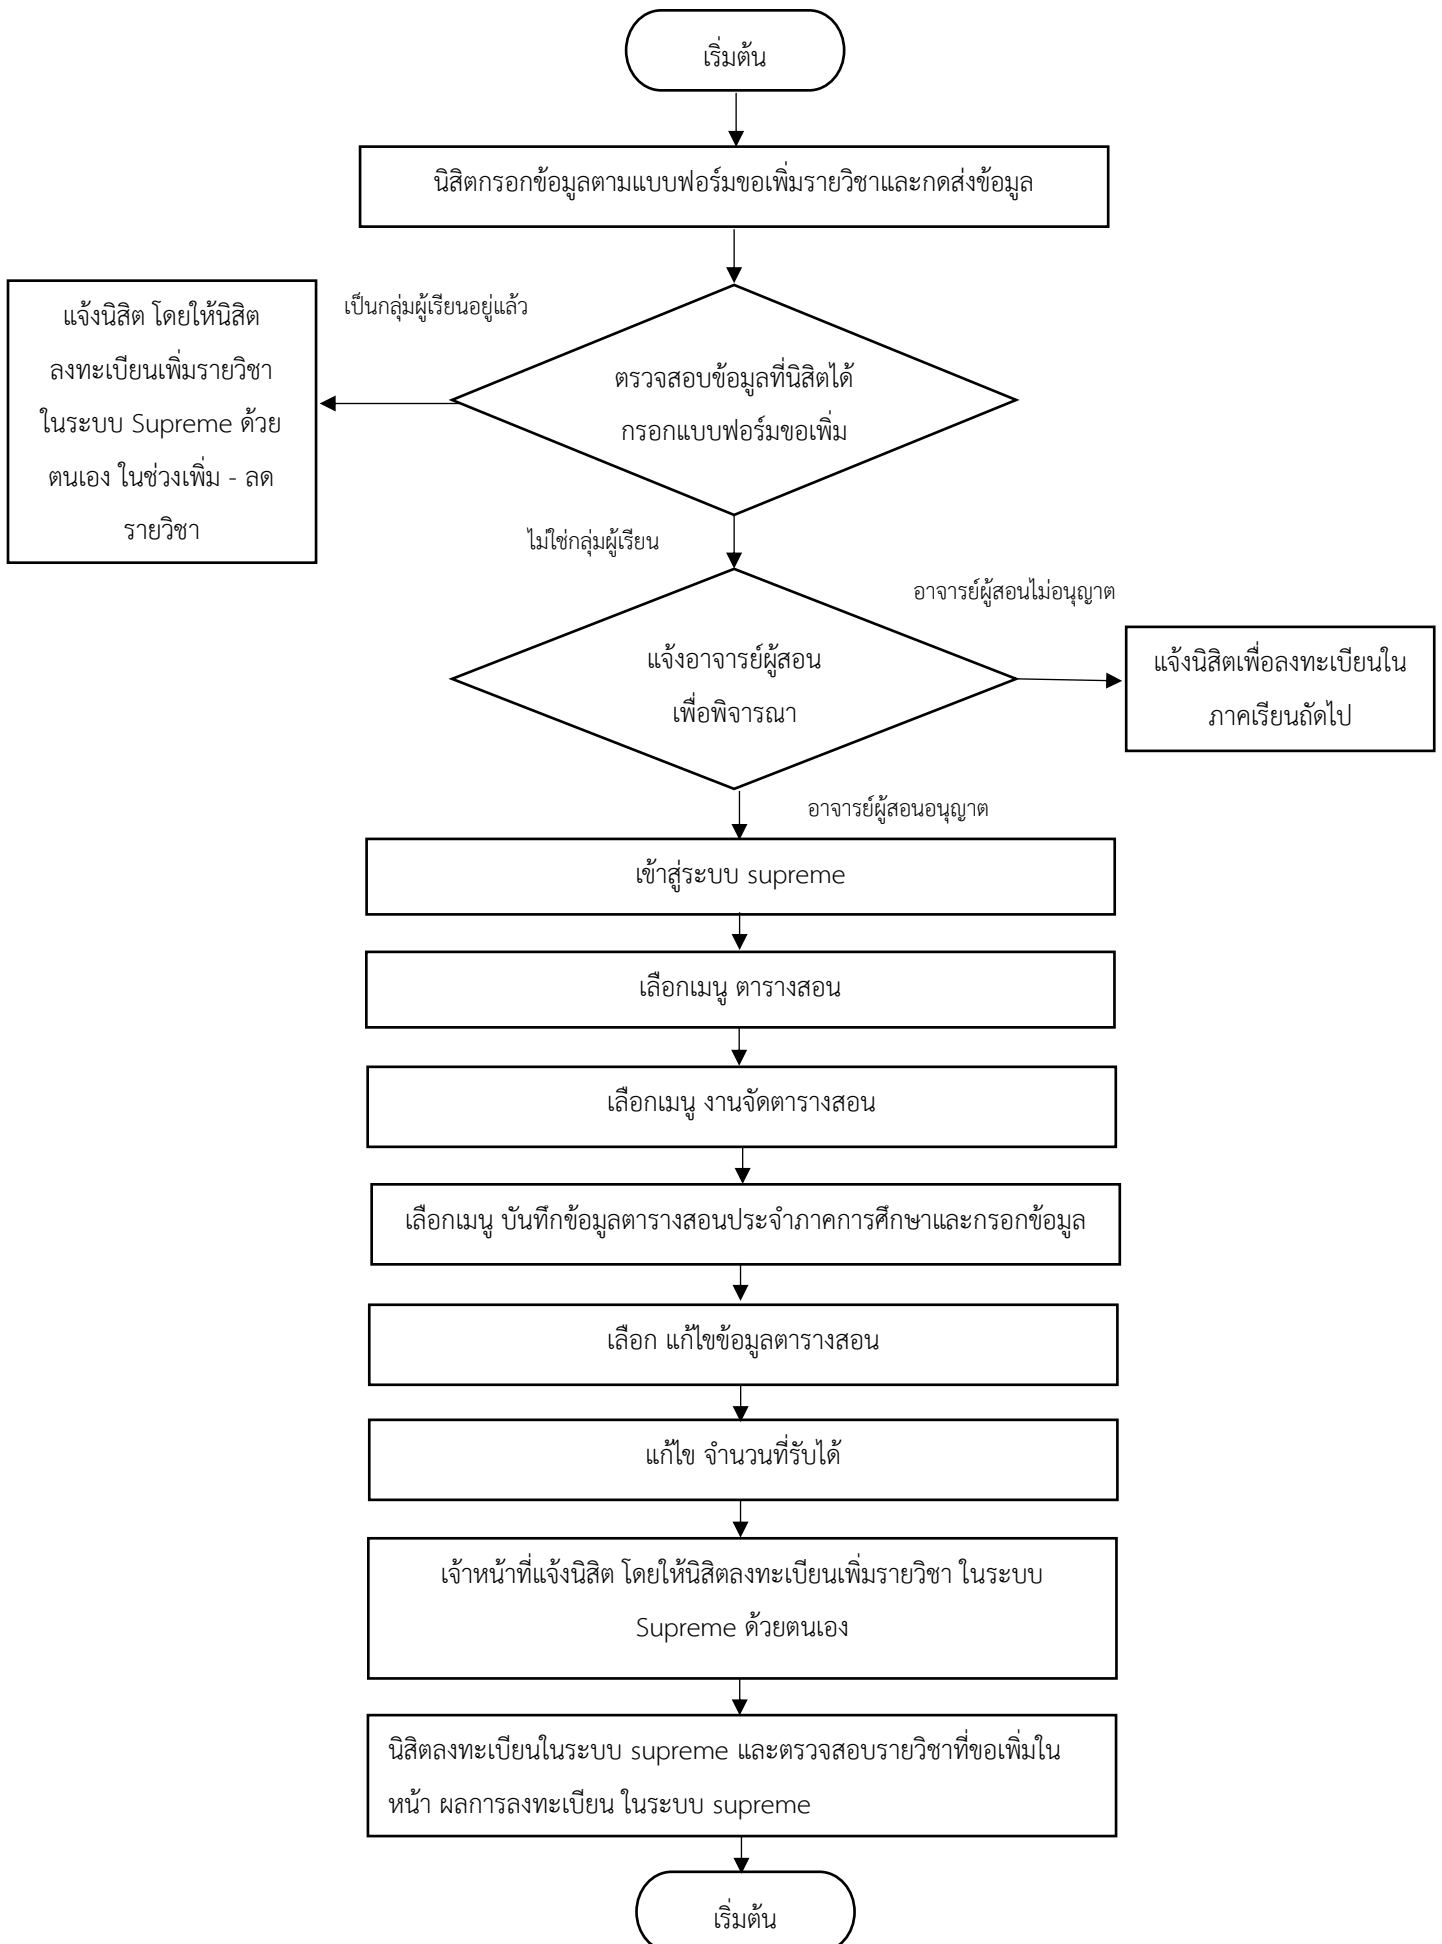 เริ่มต้น
นิสิตกรอกข้อมูลตามแบบฟอร์มขอเพิ่มรายวิชาและกดส่งข้อมูล
เป็นกลุ่มผู้เรียนอยู่แล้ว
แจ้งนิสิต โดยให้นิสิต
ลงทะเบียนเพิ่มรายวิชา
ในระบบ Supreme ด้วย
ตนเอง ในช่วงเพิ่ม - ลด
รายวิชา
ตรวจสอบข้อมูลที่นิสิตได้
กรอกแบบฟอร์มขอเพิ่ม
ไม่ใช่กลุ่มผู้เรียน
อาจารย์ผู้สอนไม่อนุญาต
แจ้งอาจารย์ผู้สอน
เพื่อพิจารณา
แจ้งนิสิตเพื่อลงทะเบียนใน
ภาคเรียนถัดไป
อาจารย์ผู้สอนอนุญาต
เข้าสู่ระบบ supreme
เลือกเมนู ตารางสอน
เลือกเมนู งานจัดตารางสอน
เลือกเมนู บันทึกข้อมูลตารางสอนประจำภาคการศึกษาและกรอกข้อมูล
เลือก แก้ไขข้อมูลตารางสอน
แก้ไข จำนวนที่รับได้
เจ้าหน้าที่แจ้งนิสิต โดยให้นิสิตลงทะเบียนเพิ่มรายวิชา ในระบบ
Supreme ด้วยตนเอง
นิสิตลงทะเบียนในระบบ supreme และตรวจสอบรายวิชาที่ขอเพิ่มใน
หน้า ผลการลงทะเบียน ในระบบ supreme
เริ่มต้น